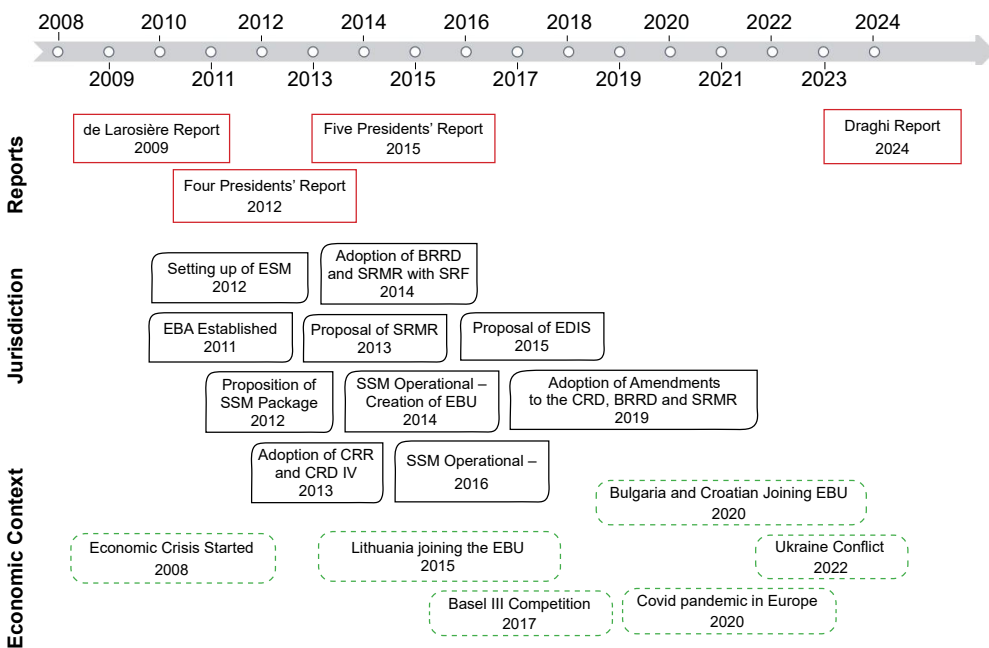 2008 2010 2012 2014 2016 2018 2020 2022 2024
2009 2011 2013 2015 2017 2019 2021 2023
Reports
de Larosière Report
2009
Five Presidents’ Report
2015
Draghi Report
2024
Four Presidents’ Report
2012
Jurisdiction
Setting up of ESM
2012
Adoption of BRRD
and SRMR with SRF
2014
EBA Established
2011
Proposal of SRMR
2013
Proposal of EDIS
2015
Proposition of
SSM Package
2012
SSM Operational –
Creation of EBU
2014
Adoption of Amendments
to the CRD, BRRD and SRMR
2019
Adoption of CRR
and CRD IV
2013
SSM Operational –
2016
Economic Context
Bulgaria and Croatian Joining EBU
2020
Economic Crisis Started
2008
Lithuania joining the EBU
2015
Ukraine Conflict
2022
Basel III Competition
2017
Covid pandemic in Europe
2020